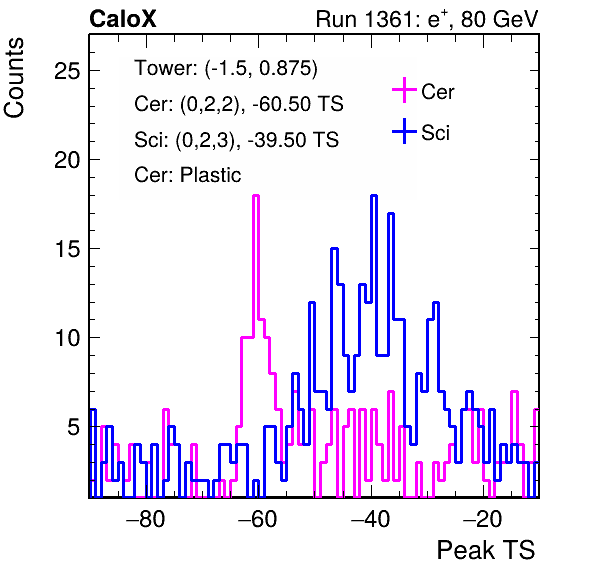 CaloX Run 1361: e⁺, 80 GeV
Counts
25
20
15
10
5
Tower: (-1.5, 0.875)
Cer: (0,2,2), -60.50 TS
Sci: (0,2,3), -39.50 TS
Cer: Plastic
Cer
Sci
−80 −60 −40 −20
Peak TS